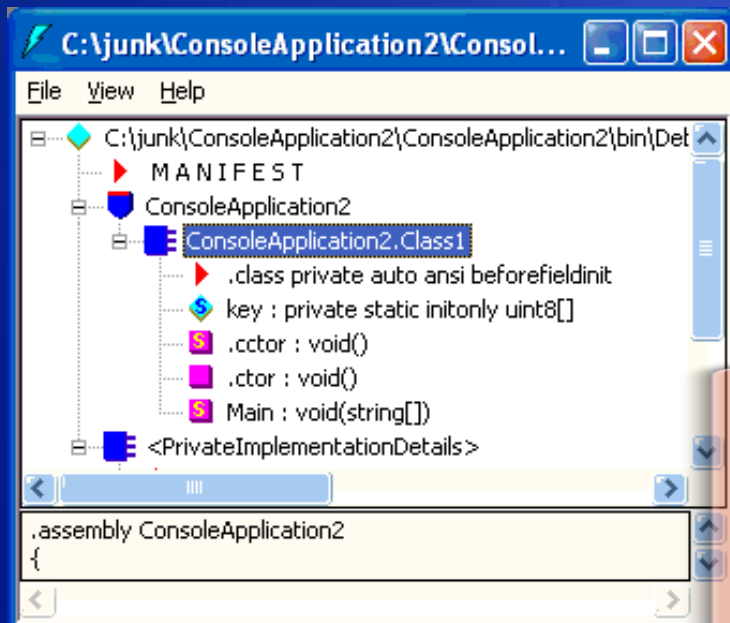 C:\junk\ConsoleApplication2\Consol...
File View Help
C:\junk\ConsoleApplication2\ConsoleApplication2\bin\Det
M A N I F E S T
ConsoleApplication2
ConsoleApplication2.Class1
.class private auto ansi beforefieldinit
key : private static initonly uint8[]
.cctor : void()
.ctor : void()
Main : void(string[])
<PrivateImplementationDetails>
.assembly ConsoleApplication2
{